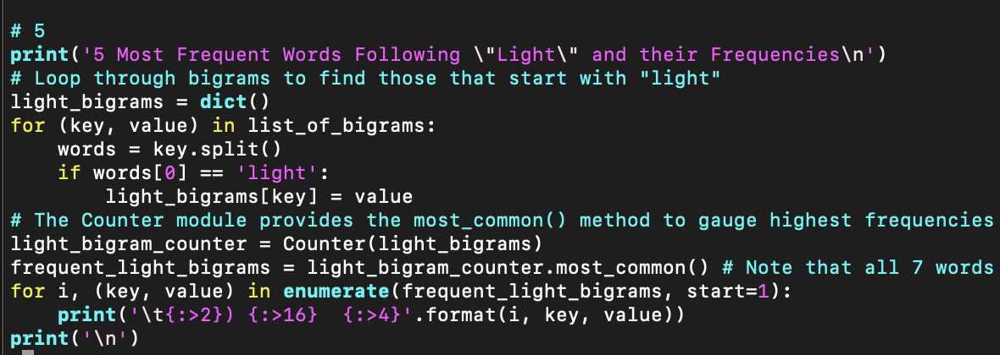 # 5
print('5 Most Frequent Words Following \"Light\" and their Frequencies\n')
# Loop through bigrams to find those that start with "light"
light_bigrams = dict()
for (key, value) in list_of_bigrams:
    words = key.split()
    if words[0] == 'light':
        light_bigrams[key] = value
# The Counter module provides the most_common() method to gauge highest frequencies
light_bigram_counter = Counter(light_bigrams)
frequent_light_bigrams = light_bigram_counter.most_common() # Note that all 7 words
for i, (key, value) in enumerate(frequent_light_bigrams, start=1):
    print('\t{:>2}) {:>16}  {:>4}'.format(i, key, value))
print('\n')